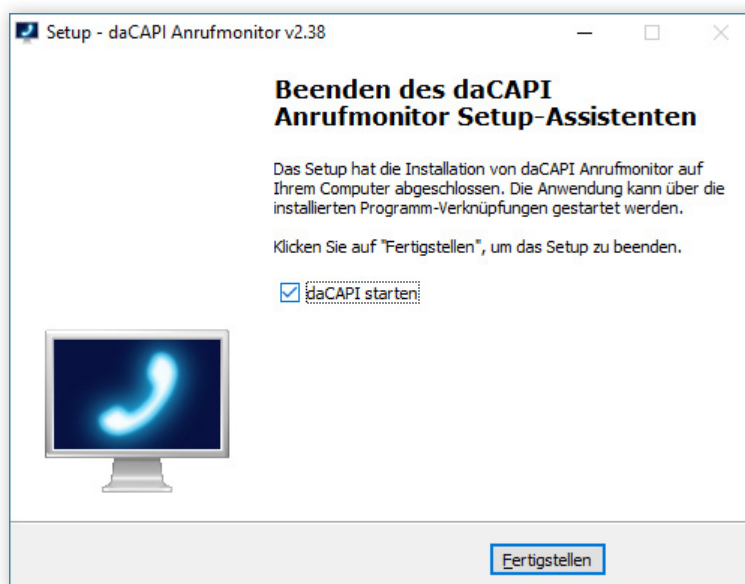 Setup - daCAPI Anrufmonitor v2.38
Beenden des daCAPI
Anrufmonitor Setup-Assistenten
Das Setup hat die Installation von daCAPI Anrufmonitor auf
Ihrem Computer abgeschlossen. Die Anwendung kann über die
installierten Programm-Verknüpfungen gestartet werden.
Klicken Sie auf "Fertigstellen", um das Setup zu beenden.
daCAPI starten
Fertigstellen